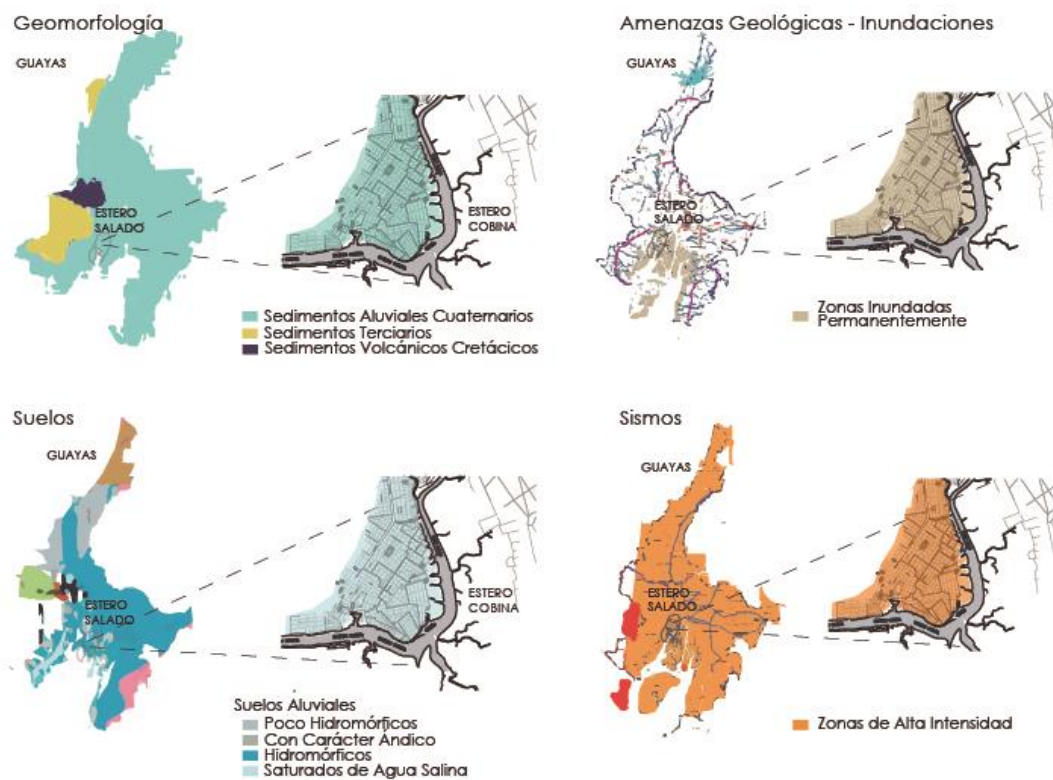 Geomorfología
GUAYAS
ESTERO
SALADO
ESTERO
COBINA
Sedimentos Aluviales Cuaternarios
Sedimentos Terciarios
Sedimentos Volcánicos Cretácicos
Amenazas Geológicas - Inundaciones
GUAYAS
ESTERO
SALADO
Zonas Inundadas
Permanentemente
Suelos
GUAYAS
ESTERO
SALADO
ESTERO
COBINA
Suelos Aluviales
Poco Hidromórficos
Con Carácter Ándico
Hidromórficos
Saturados de Agua Salina
Sismos
GUAYAS
ESTERO
SALADO
Zonas de Alta Intensidad